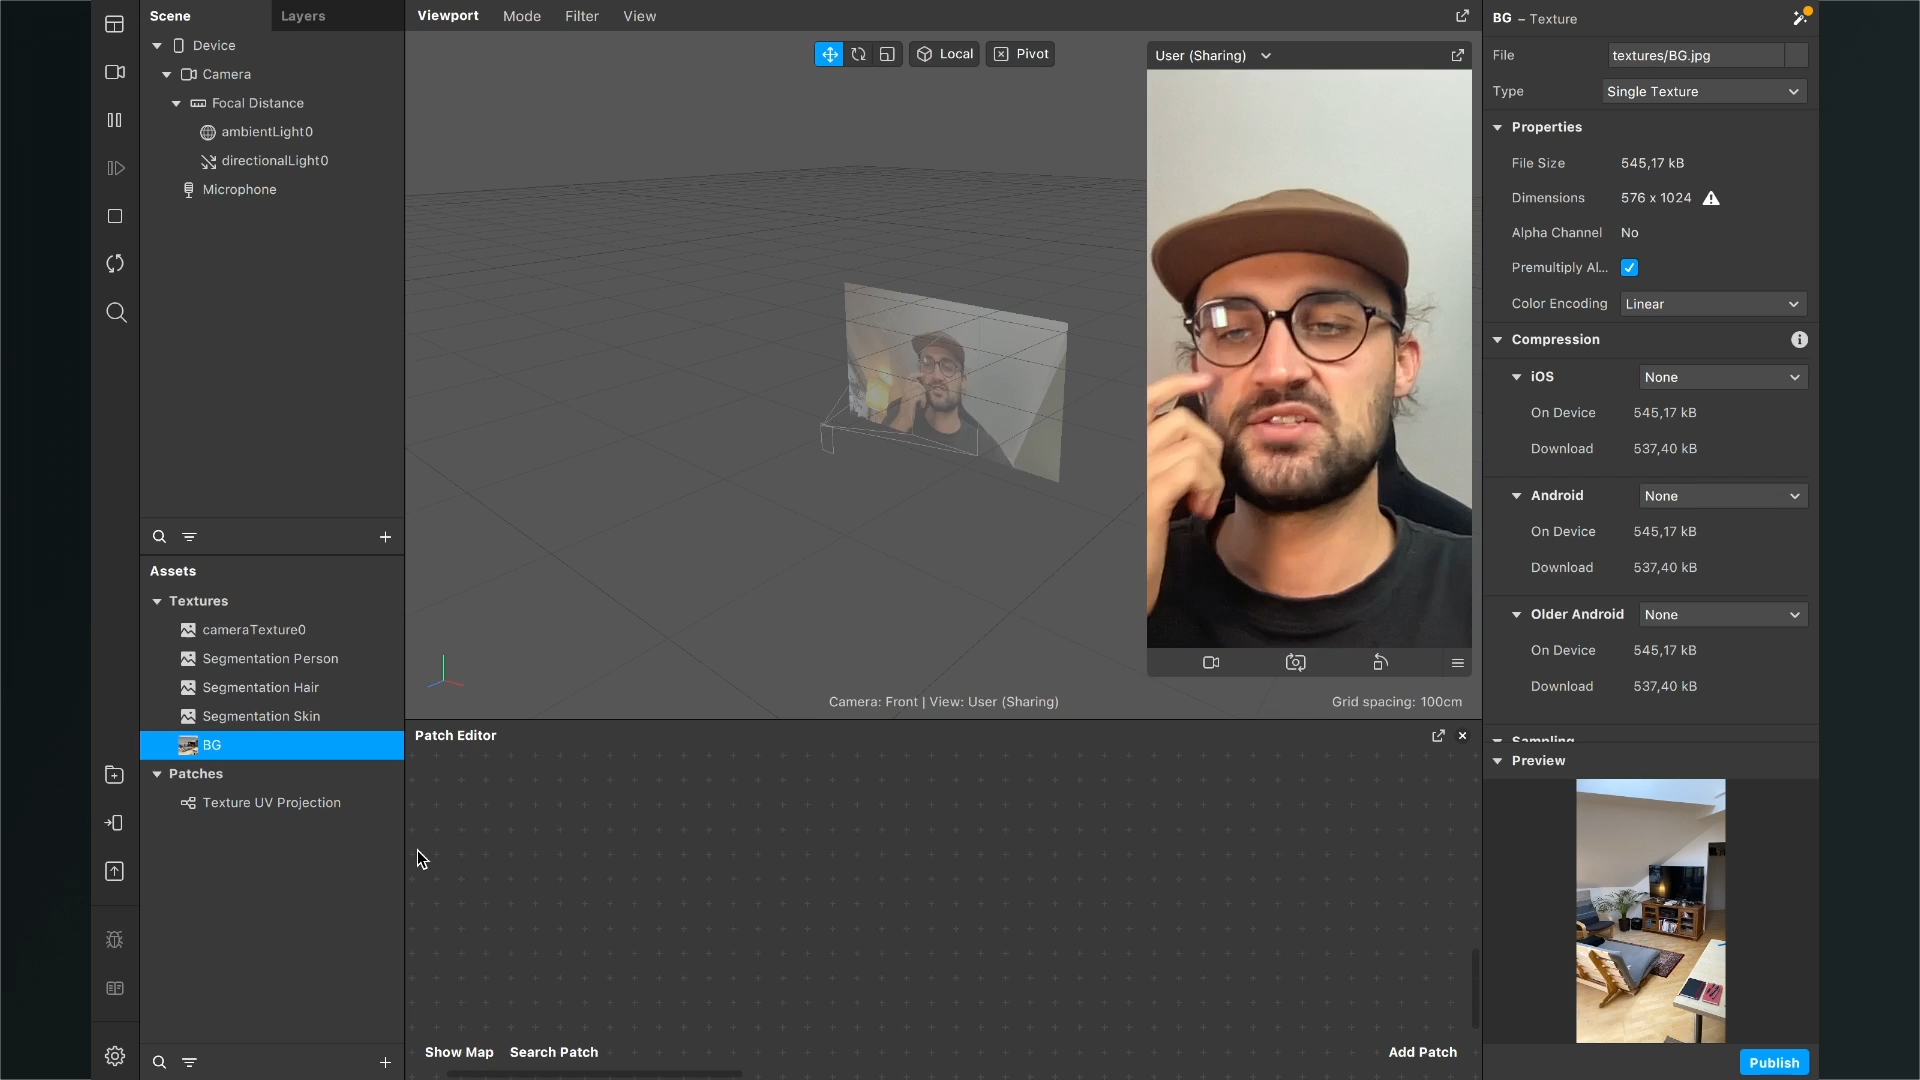 Scene
Layers
Device
Camera
Focal Distance
ambientLight0
directionalLight0
Microphone
Assets
Textures
cameraTexture0
Segmentation Person
Segmentation Hair
Segmentation Skin
BG
Patches
Texture UV Projection
Viewport Mode Filter View
Local
Pivot
User (Sharing)
Camera: Front | View: User (Sharing)
Grid spacing: 100cm
Patch Editor
Show Map
Search Patch
Add Patch
BG – Texture
File textures/BG.jpg
Type Single Texture
Properties
File Size 545,17 kB
Dimensions 576 x 1024
Alpha Channel No
Premultiply Al...
Color Encoding Linear
Compression
iOS None
On Device 545,17 kB
Download 537,40 kB
Android None
On Device 545,17 kB
Download 537,40 kB
Older Android None
On Device 545,17 kB
Download 537,40 kB
Sampling
Preview
Publish